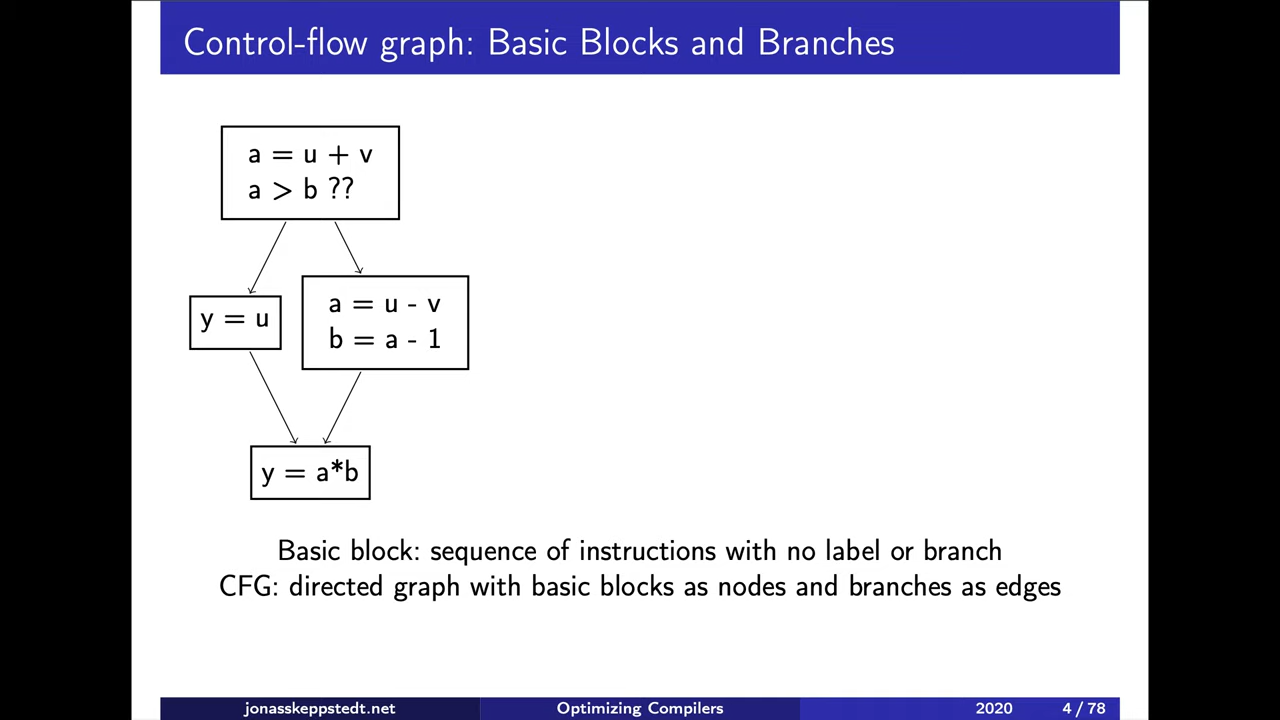 Control-flow graph: Basic Blocks and Branches
a = u + v
a > b ??
y = u
a = u - v
b = a - 1
y = a*b
Basic block: sequence of instructions with no label or branch
CFG: directed graph with basic blocks as nodes and branches as edges
jonasskeppstedt.net Optimizing Compilers 2020 4 / 78